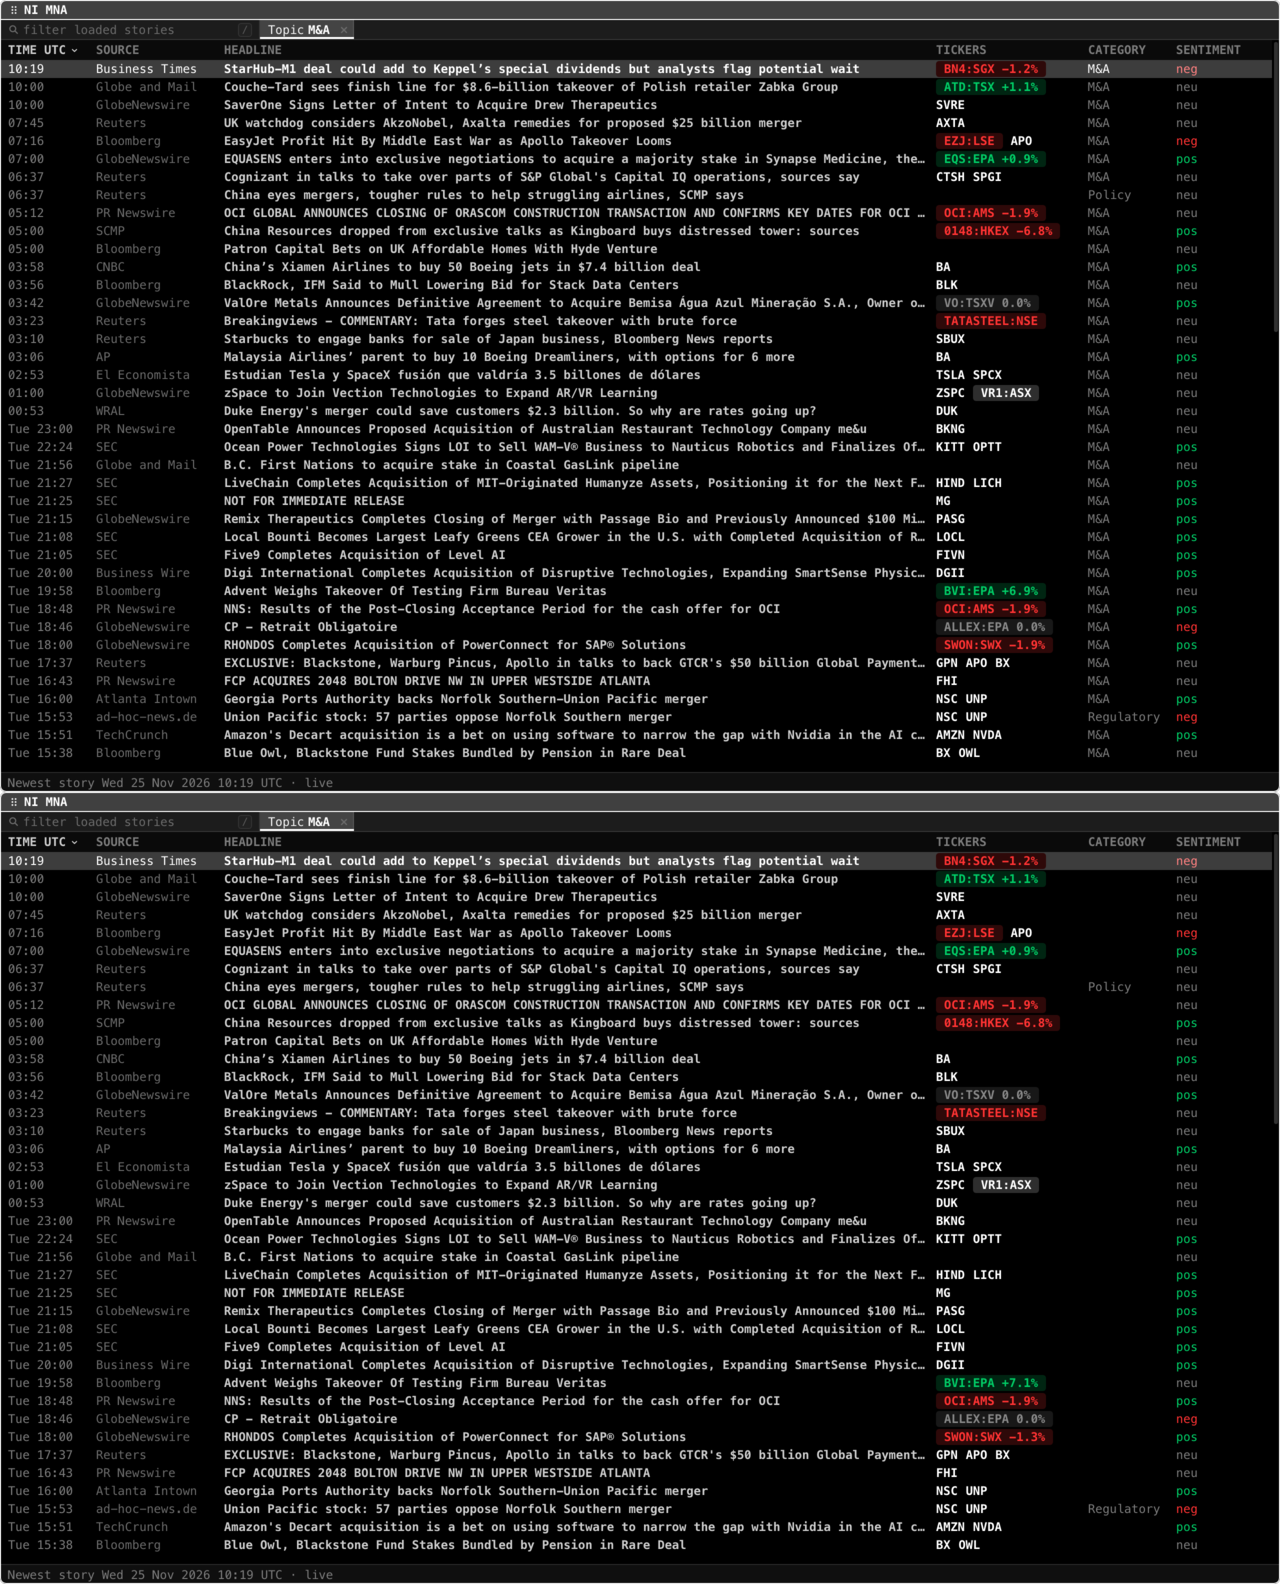 ⠿ NI MNA
filter loaded stories / Topic M&A ×
TIME UTC SOURCE HEADLINE TICKERS CATEGORY SENTIMENT
10:19 Business Times StarHub–M1 deal could add to Keppel’s special dividends but analysts flag potential wait BN4:SGX −1.2% M&A neg
10:00 Globe and Mail Couche-Tard sees finish line for $8.6-billion takeover of Polish retailer Zabka Group ATD:TSX +1.1% M&A neu
10:00 GlobeNewswire SaverOne Signs Letter of Intent to Acquire Drew Therapeutics SVRE M&A neu
07:45 Reuters UK watchdog considers AkzoNobel, Axalta remedies for proposed $25 billion merger AXTA M&A neu
07:16 Bloomberg EasyJet Profit Hit By Middle East War as Apollo Takeover Looms EZJ:LSE APO M&A neg
07:00 GlobeNewswire EQUASENS enters into exclusive negotiations to acquire a majority stake in Synapse Medicine, the… EQS:EPA +0.9% M&A pos
06:37 Reuters Cognizant in talks to take over parts of S&P Global's Capital IQ operations, sources say CTSH SPGI M&A neu
06:37 Reuters China eyes mergers, tougher rules to help struggling airlines, SCMP says Policy neu
05:12 PR Newswire OCI GLOBAL ANNOUNCES CLOSING OF ORASCOM CONSTRUCTION TRANSACTION AND CONFIRMS KEY DATES FOR OCI … OCI:AMS −1.9% M&A neu
05:00 SCMP China Resources dropped from exclusive talks as Kingboard buys distressed tower: sources 0148:HKEX −6.8% M&A pos
05:00 Bloomberg Patron Capital Bets on UK Affordable Homes With Hyde Venture M&A neu
03:58 CNBC China’s Xiamen Airlines to buy 50 Boeing jets in $7.4 billion deal BA M&A pos
03:56 Bloomberg BlackRock, IFM Said to Mull Lowering Bid for Stack Data Centers BLK M&A neu
03:42 GlobeNewswire ValOre Metals Announces Definitive Agreement to Acquire Bemisa Água Azul Mineração S.A., Owner o… VO:TSXV 0.0% M&A pos
03:23 Reuters Breakingviews – COMMENTARY: Tata forges steel takeover with brute force TATASTEEL:NSE M&A neu
03:10 Reuters Starbucks to engage banks for sale of Japan business, Bloomberg News reports SBUX M&A neu
03:06 AP Malaysia Airlines’ parent to buy 10 Boeing Dreamliners, with options for 6 more BA M&A pos
02:53 El Economista Estudian Tesla y SpaceX fusión que valdría 3.5 billones de dólares TSLA SPCX M&A neu
01:00 GlobeNewswire zSpace to Join Vection Technologies to Expand AR/VR Learning ZSPC VR1:ASX M&A neu
00:53 WRAL Duke Energy's merger could save customers $2.3 billion. So why are rates going up? DUK M&A neu
Tue 23:00 PR Newswire OpenTable Announces Proposed Acquisition of Australian Restaurant Technology Company me&u BKNG M&A neu
Tue 22:24 SEC Ocean Power Technologies Signs LOI to Sell WAM-V® Business to Nauticus Robotics and Finalizes Of… KITT OPTT M&A pos
Tue 21:56 Globe and Mail B.C. First Nations to acquire stake in Coastal GasLink pipeline M&A neu
Tue 21:27 SEC LiveChain Completes Acquisition of MIT-Originated Humanyze Assets, Positioning it for the Next F… HIND LICH M&A pos
Tue 21:25 SEC NOT FOR IMMEDIATE RELEASE MG M&A pos
Tue 21:15 GlobeNewswire Remix Therapeutics Completes Closing of Merger with Passage Bio and Previously Announced $100 Mi… PASG M&A pos
Tue 21:08 SEC Local Bounti Becomes Largest Leafy Greens CEA Grower in the U.S. with Completed Acquisition of R… LOCL M&A pos
Tue 21:05 SEC Five9 Completes Acquisition of Level AI FIVN M&A pos
Tue 20:00 Business Wire Digi International Completes Acquisition of Disruptive Technologies, Expanding SmartSense Physic… DGII M&A pos
Tue 19:58 Bloomberg Advent Weighs Takeover Of Testing Firm Bureau Veritas BVI:EPA +6.9% M&A neu
Tue 18:48 PR Newswire NNS: Results of the Post-Closing Acceptance Period for the cash offer for OCI OCI:AMS −1.9% M&A pos
Tue 18:46 GlobeNewswire CP – Retrait Obligatoire ALLEX:EPA 0.0% M&A neg
Tue 18:00 GlobeNewswire RHONDOS Completes Acquisition of PowerConnect for SAP® Solutions SWON:SWX −1.9% M&A pos
Tue 17:37 Reuters EXCLUSIVE: Blackstone, Warburg Pincus, Apollo in talks to back GTCR's $50 billion Global Payment… GPN APO BX M&A neu
Tue 16:43 PR Newswire FCP ACQUIRES 2048 BOLTON DRIVE NW IN UPPER WESTSIDE ATLANTA FHI M&A neu
Tue 16:00 Atlanta Intown Georgia Ports Authority backs Norfolk Southern–Union Pacific merger NSC UNP M&A pos
Tue 15:53 ad-hoc-news.de Union Pacific stock: 57 parties oppose Norfolk Southern merger NSC UNP Regulatory neg
Tue 15:51 TechCrunch Amazon's Decart acquisition is a bet on using software to narrow the gap with Nvidia in the AI c… AMZN NVDA M&A pos
Tue 15:38 Bloomberg Blue Owl, Blackstone Fund Stakes Bundled by Pension in Rare Deal BX OWL M&A neu
Newest story Wed 25 Nov 2026 10:19 UTC · live
⠿ NI MNA
filter loaded stories / Topic M&A ×
TIME UTC SOURCE HEADLINE TICKERS CATEGORY SENTIMENT
10:19 Business Times StarHub–M1 deal could add to Keppel’s special dividends but analysts flag potential wait BN4:SGX −1.2% neg
10:00 Globe and Mail Couche-Tard sees finish line for $8.6-billion takeover of Polish retailer Zabka Group ATD:TSX +1.1% neu
10:00 GlobeNewswire SaverOne Signs Letter of Intent to Acquire Drew Therapeutics SVRE neu
07:45 Reuters UK watchdog considers AkzoNobel, Axalta remedies for proposed $25 billion merger AXTA neu
07:16 Bloomberg EasyJet Profit Hit By Middle East War as Apollo Takeover Looms EZJ:LSE APO neg
07:00 GlobeNewswire EQUASENS enters into exclusive negotiations to acquire a majority stake in Synapse Medicine, the… EQS:EPA +0.9% pos
06:37 Reuters Cognizant in talks to take over parts of S&P Global's Capital IQ operations, sources say CTSH SPGI neu
06:37 Reuters China eyes mergers, tougher rules to help struggling airlines, SCMP says Policy neu
05:12 PR Newswire OCI GLOBAL ANNOUNCES CLOSING OF ORASCOM CONSTRUCTION TRANSACTION AND CONFIRMS KEY DATES FOR OCI … OCI:AMS −1.9% neu
05:00 SCMP China Resources dropped from exclusive talks as Kingboard buys distressed tower: sources 0148:HKEX −6.8% pos
05:00 Bloomberg Patron Capital Bets on UK Affordable Homes With Hyde Venture neu
03:58 CNBC China’s Xiamen Airlines to buy 50 Boeing jets in $7.4 billion deal BA pos
03:56 Bloomberg BlackRock, IFM Said to Mull Lowering Bid for Stack Data Centers BLK neu
03:42 GlobeNewswire ValOre Metals Announces Definitive Agreement to Acquire Bemisa Água Azul Mineração S.A., Owner o… VO:TSXV 0.0% pos
03:23 Reuters Breakingviews – COMMENTARY: Tata forges steel takeover with brute force TATASTEEL:NSE neu
03:10 Reuters Starbucks to engage banks for sale of Japan business, Bloomberg News reports SBUX neu
03:06 AP Malaysia Airlines’ parent to buy 10 Boeing Dreamliners, with options for 6 more BA pos
02:53 El Economista Estudian Tesla y SpaceX fusión que valdría 3.5 billones de dólares TSLA SPCX neu
01:00 GlobeNewswire zSpace to Join Vection Technologies to Expand AR/VR Learning ZSPC VR1:ASX neu
00:53 WRAL Duke Energy's merger could save customers $2.3 billion. So why are rates going up? DUK neu
Tue 23:00 PR Newswire OpenTable Announces Proposed Acquisition of Australian Restaurant Technology Company me&u BKNG neu
Tue 22:24 SEC Ocean Power Technologies Signs LOI to Sell WAM-V® Business to Nauticus Robotics and Finalizes Of… KITT OPTT pos
Tue 21:56 Globe and Mail B.C. First Nations to acquire stake in Coastal GasLink pipeline neu
Tue 21:27 SEC LiveChain Completes Acquisition of MIT-Originated Humanyze Assets, Positioning it for the Next F… HIND LICH pos
Tue 21:25 SEC NOT FOR IMMEDIATE RELEASE MG pos
Tue 21:15 GlobeNewswire Remix Therapeutics Completes Closing of Merger with Passage Bio and Previously Announced $100 Mi… PASG pos
Tue 21:08 SEC Local Bounti Becomes Largest Leafy Greens CEA Grower in the U.S. with Completed Acquisition of R… LOCL pos
Tue 21:05 SEC Five9 Completes Acquisition of Level AI FIVN pos
Tue 20:00 Business Wire Digi International Completes Acquisition of Disruptive Technologies, Expanding SmartSense Physic… DGII pos
Tue 19:58 Bloomberg Advent Weighs Takeover Of Testing Firm Bureau Veritas BVI:EPA +7.1% neu
Tue 18:48 PR Newswire NNS: Results of the Post-Closing Acceptance Period for the cash offer for OCI OCI:AMS −1.9% pos
Tue 18:46 GlobeNewswire CP – Retrait Obligatoire ALLEX:EPA 0.0% neg
Tue 18:00 GlobeNewswire RHONDOS Completes Acquisition of PowerConnect for SAP® Solutions SWON:SWX −1.3% pos
Tue 17:37 Reuters EXCLUSIVE: Blackstone, Warburg Pincus, Apollo in talks to back GTCR's $50 billion Global Payment… GPN APO BX neu
Tue 16:43 PR Newswire FCP ACQUIRES 2048 BOLTON DRIVE NW IN UPPER WESTSIDE ATLANTA FHI neu
Tue 16:00 Atlanta Intown Georgia Ports Authority backs Norfolk Southern–Union Pacific merger NSC UNP pos
Tue 15:53 ad-hoc-news.de Union Pacific stock: 57 parties oppose Norfolk Southern merger NSC UNP Regulatory neg
Tue 15:51 TechCrunch Amazon's Decart acquisition is a bet on using software to narrow the gap with Nvidia in the AI c… AMZN NVDA pos
Tue 15:38 Bloomberg Blue Owl, Blackstone Fund Stakes Bundled by Pension in Rare Deal BX OWL neu
Newest story Wed 25 Nov 2026 10:19 UTC · live